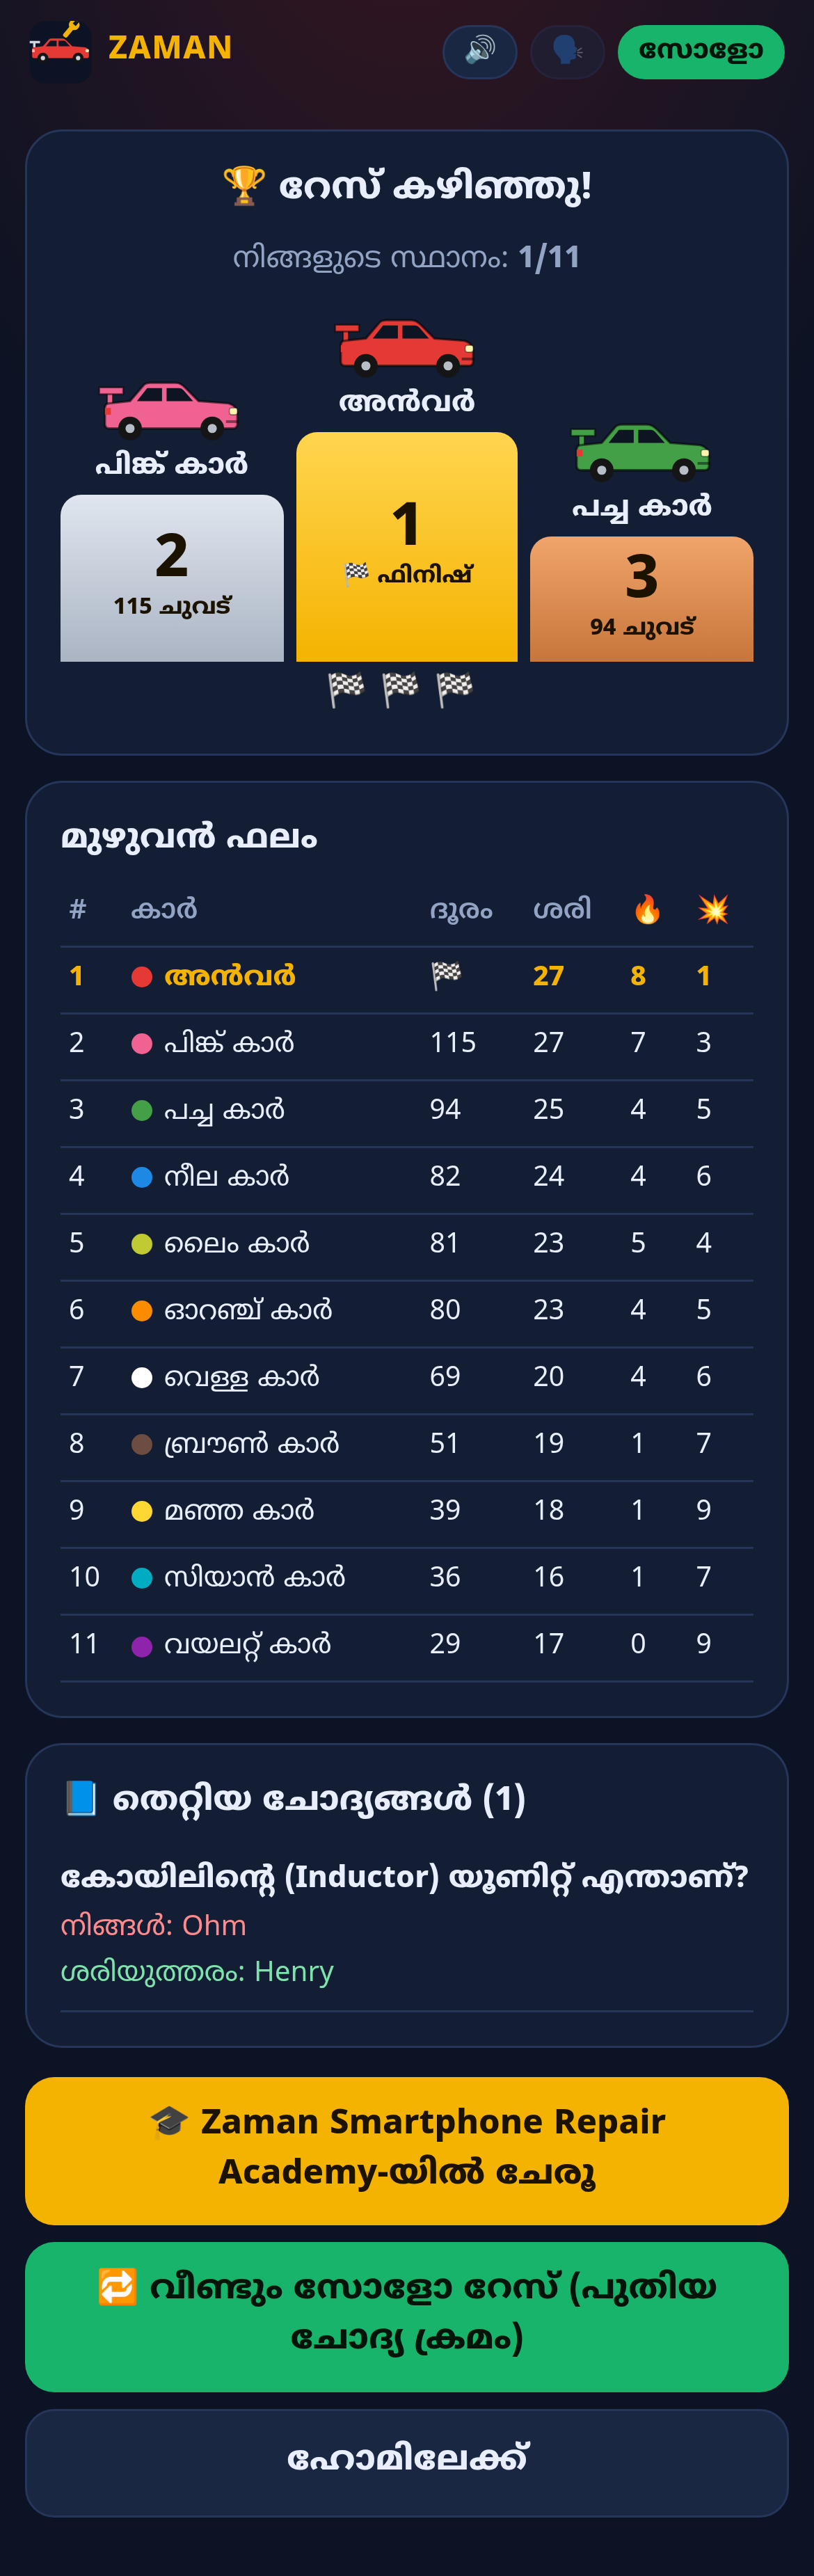 ZAMAN
സോളോ
റേസ് കഴിഞ്ഞു!
നിങ്ങളുടെ സ്ഥാനം: 1/11
അൻവർ
പിങ്ക് കാർ
പച്ച കാർ
1
🏁 ഫിനിഷ്
2
115 ചുവട്
3
94 ചുവട്
മുഴുവൻ ഫലം
# കാർ ദൂരം ശരി 🔥 💥
1 അൻവർ 🏁 27 8 1
2 പിങ്ക് കാർ 115 27 7 3
3 പച്ച കാർ 94 25 4 5
4 നീല കാർ 82 24 4 6
5 ലൈം കാർ 81 23 5 4
6 ഓറഞ്ച് കാർ 80 23 4 5
7 വെള്ള കാർ 69 20 4 6
8 ബ്രൗൺ കാർ 51 19 1 7
9 മഞ്ഞ കാർ 39 18 1 9
10 സിയാൻ കാർ 36 16 1 7
11 വയലറ്റ് കാർ 29 17 0 9
തെറ്റിയ ചോദ്യങ്ങൾ (1)
കോയിലിന്റെ (Inductor) യൂണിറ്റ് എന്താണ്?
നിങ്ങൾ: Ohm
ശരിയുത്തരം: Henry
Zaman Smartphone Repair
Academy-യിൽ ചേരൂ
വീണ്ടും സോളോ റേസ് (പുതിയ
ചോദ്യ ക്രമം)
ഹോമിലേക്ക്